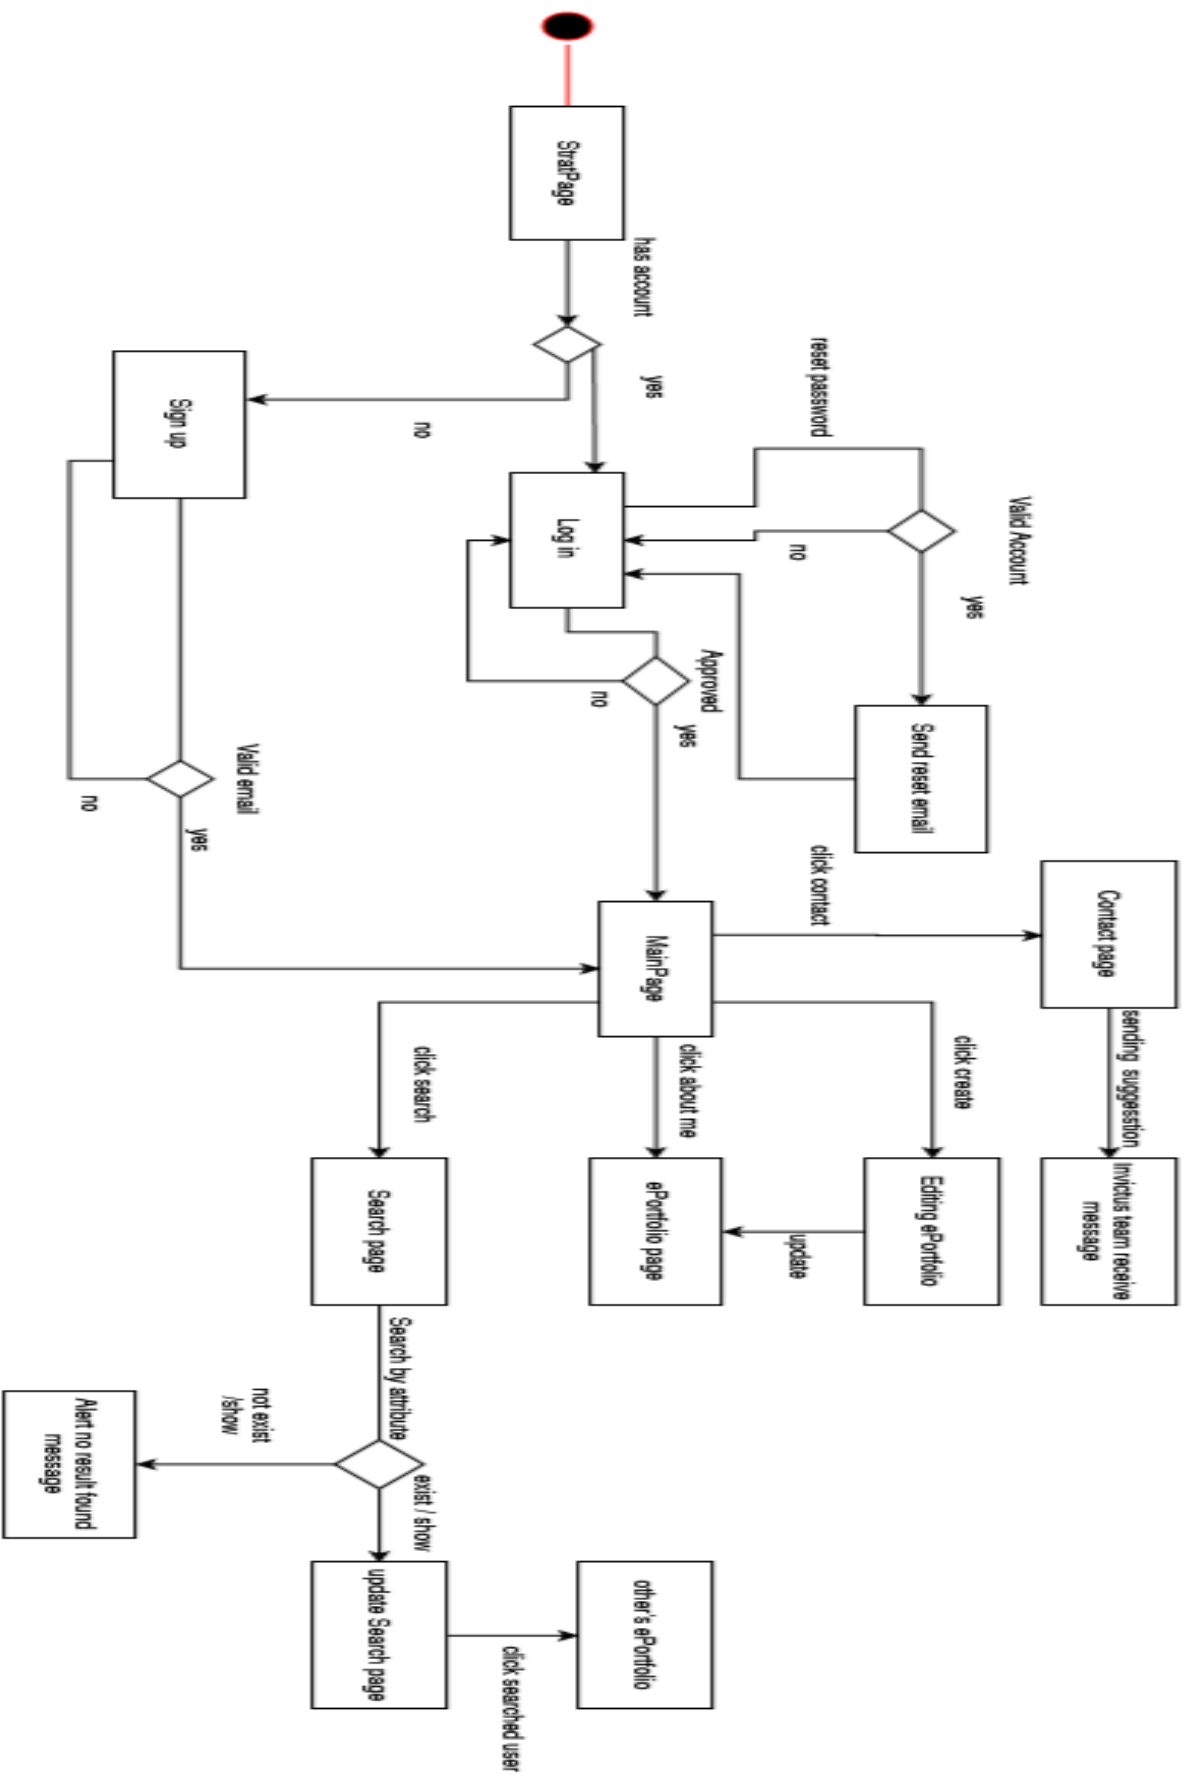 StratPage
has account
yes
no
reset password
Valid Account
no
yes
Sign up
Log in
Approved
no
yes
Send reset email
Valid email
no
yes
click contact
Contact page
sending suggesstion
Invictus team receive
message
MainPage
click create
Editing ePortfolio
update
click about me
ePortfolio page
click search
Search page
Search by attribute
not exist
/show
Alert no result found
message
exist / show
update Search page
click searched user
other's ePortfolio